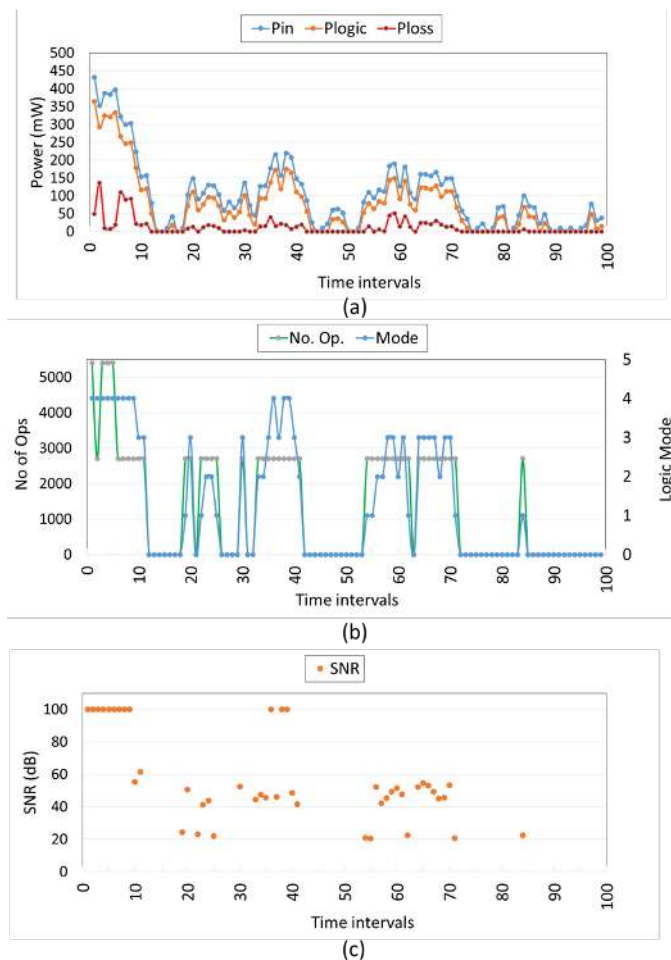 Pin Plogic Ploss
500
450
400
350
300
250
200
150
100
50
0
Power (mW)
0 10 20 30 40 50 60 70 80 90 100
Time intervals
(a)
No. Op. Mode
5000
4000
3000
2000
1000
0
No of Ops
5
4
3
2
1
0
Logic Mode
0 10 20 30 40 50 60 70 80 90 100
Time intervals
(b)
SNR
100
80
60
40
20
0
SNR (dB)
0 10 20 30 40 50 60 70 80 90 100
Time intervals
(c)